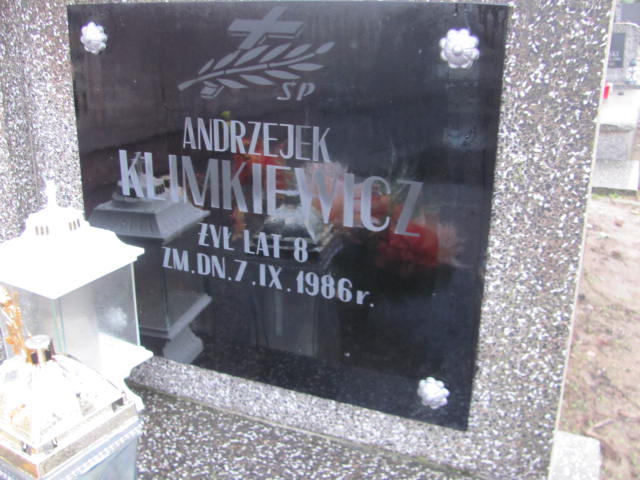 SP
ANDRZEJEK
KLIMKIEWICZ
ŻYŁ LAT 8
ZM. DN. 7. IX. 1986 r.